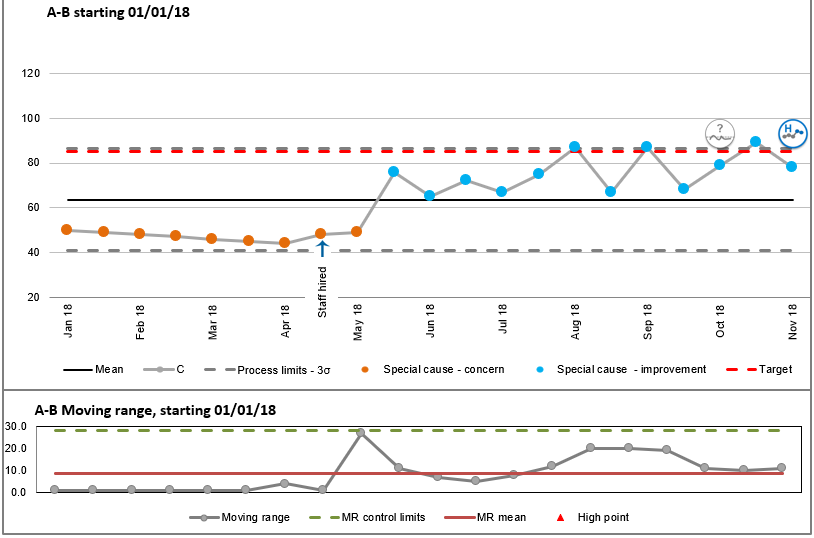 A-B starting 01/01/18
120
100
80
60
40
20
?
H
Staff hired
Jan 18
Feb 18
Mar 18
Apr 18
May 18
Jun 18
Jul 18
Aug 18
Sep 18
Oct 18
Nov 18
Mean
C
Process limits - 3σ
Special cause - concern
Special cause - improvement
Target
A-B Moving range, starting 01/01/18
30.0
20.0
10.0
0.0
Moving range
MR control limits
MR mean
High point